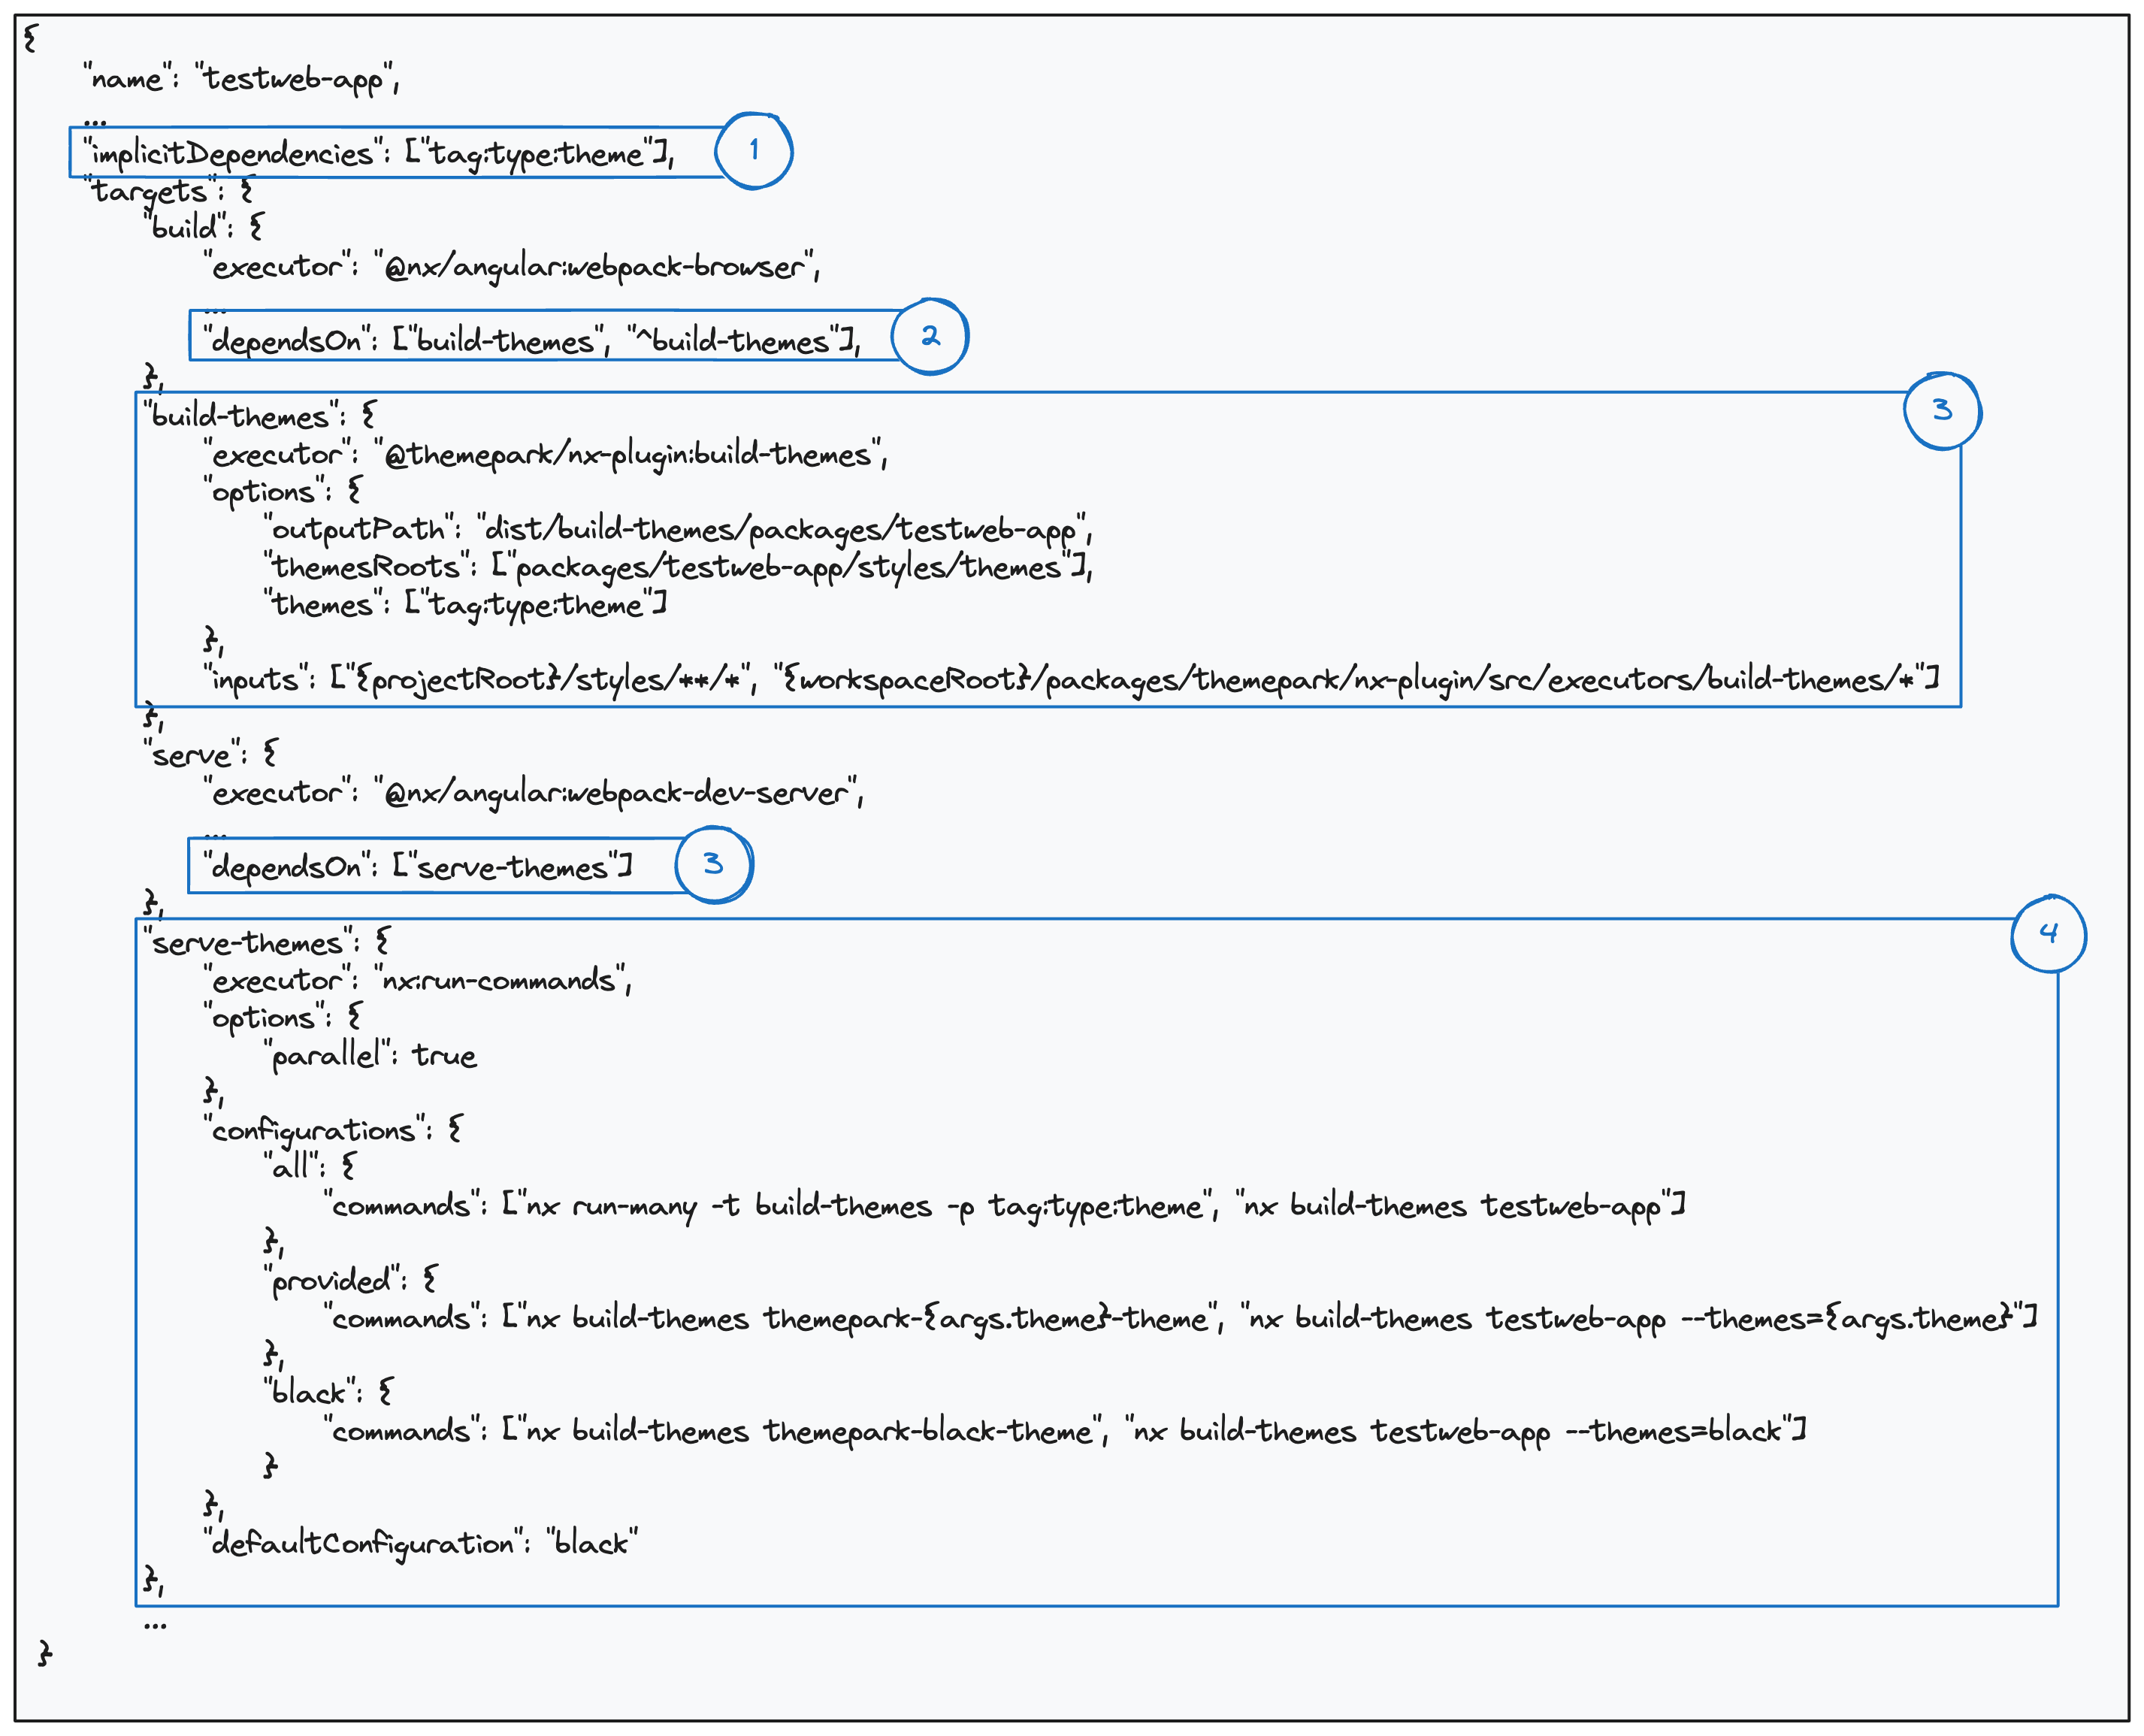 {
"name": "testweb-app",
...
"implicitDependencies": ["tag:type:theme"],
1
"targets": {
"build": {
"executor": "@nx/angular:webpack-browser",
...
"dependsOn": ["build-themes", "^build-themes"],
2
},
3
"build-themes": {
"executor": "@themepark/nx-plugin:build-themes",
"options": {
"outputPath": "dist/build-themes/packages/testweb-app",
"themesRoots": ["packages/testweb-app/styles/themes"],
"themes": ["tag:type:theme"]
},
"inputs": ["{projectRoot}/styles/**/*", "{workspaceRoot}/packages/themepark/nx-plugin/src/executors/build-themes/*"]
},
"serve": {
"executor": "@nx/angular:webpack-dev-server",
...
"dependsOn": ["serve-themes"]
3
},
4
"serve-themes": {
"executor": "nx:run-commands",
"options": {
"parallel": true
},
"configurations": {
"all": {
"commands": ["nx run-many -t build-themes -p tag:type:theme", "nx build-themes testweb-app"]
},
"provided": {
"commands": ["nx build-themes themepark-{args.theme}-theme", "nx build-themes testweb-app --themes={args.theme}"]
},
"black": {
"commands": ["nx build-themes themepark-black-theme", "nx build-themes testweb-app --themes=black"]
}
},
"defaultConfiguration": "black"
},
...
}